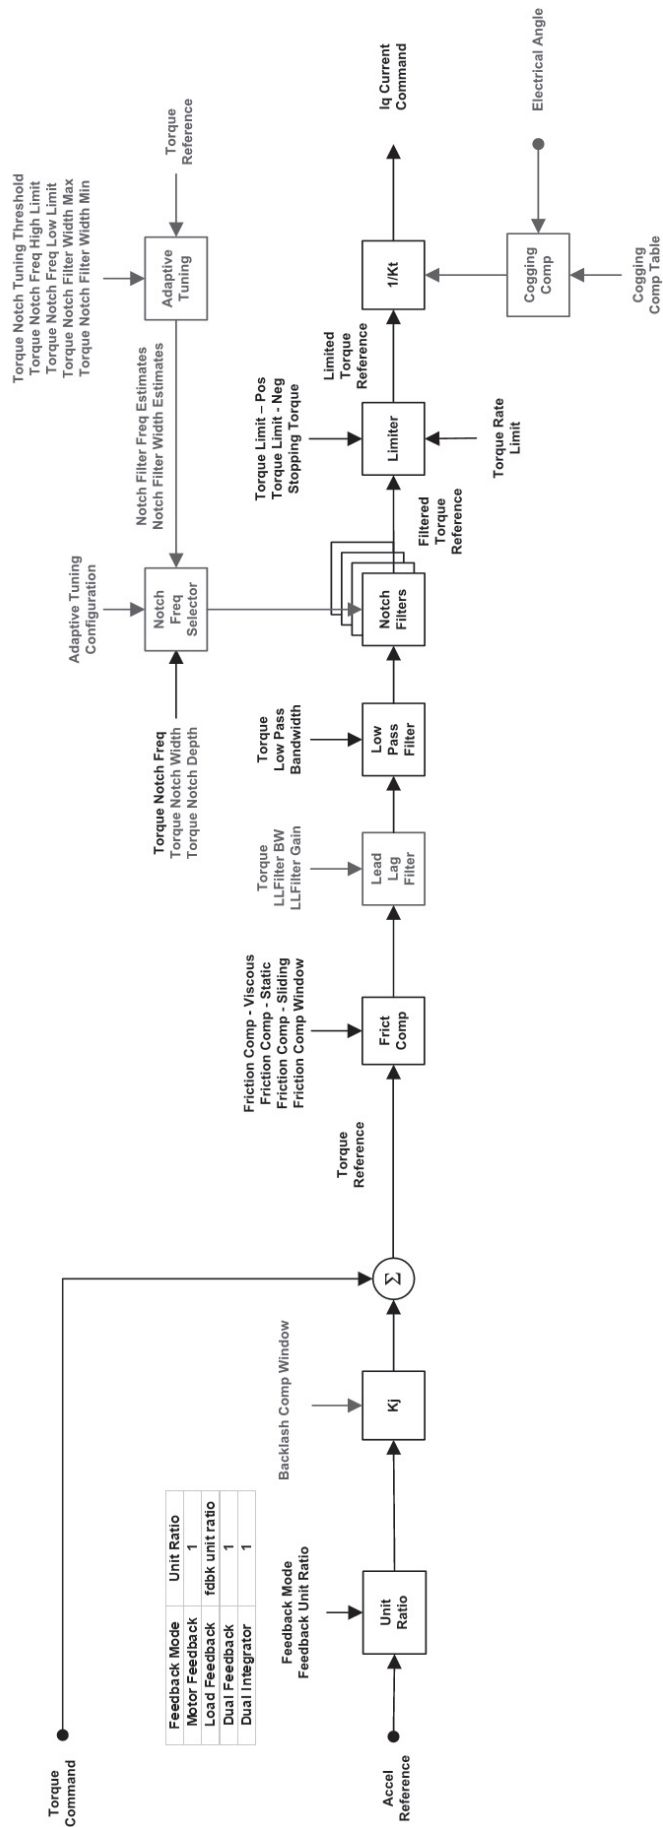 Torque
Command
Accel
Reference
Feedback Mode
Unit Ratio
Motor Feedback
1
Load Feedback
fdbk unit ratio
Dual Feedback
1
Dual Integrator
1
Feedback Mode
Feedback Unit Ratio
Unit
Ratio
Backlash Comp Window
Kj
Σ
Torque
Reference
Friction Comp - Viscous
Friction Comp - Static
Friction Comp - Sliding
Friction Comp Window
Frict
Comp
Torque
LLFilter BW
LLFilter Gain
Lead
Lag
Filter
Torque
Low Pass
Bandwidth
Low
Pass
Filter
Torque Notch Freq
Torque Notch Width
Torque Notch Depth
Adaptive Tuning
Configuration
Notch
Freq
Selector
Notch
Filters
Notch Filter Freq Estimates
Notch Filter Width Estimates
Torque Notch Tuning Threshold
Torque Notch Freq High Limit
Torque Notch Freq Low Limit
Torque Notch Filter Width Max
Torque Notch Filter Width Min
Adaptive
Tuning
Torque
Reference
Filtered
Torque
Reference
Torque Limit – Pos
Torque Limit - Neg
Stopping Torque
Limiter
Torque Rate
Limit
Limited
Torque
Reference
1/Kt
Iq Current
Command
Cogging
Comp
Cogging
Comp Table
Electrical Angle